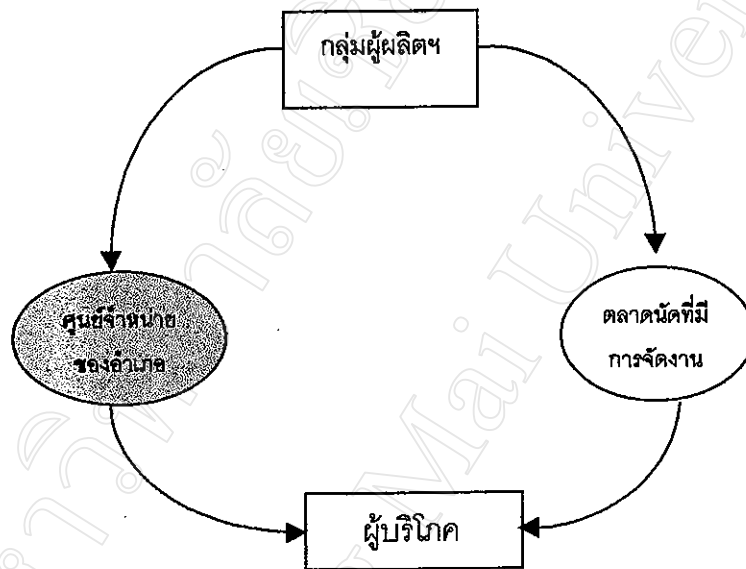 กลุ่มผู้ผลิตฯ
ศูนย์จำหน่าย
ของอำเภอ
ตลาดนัดที่มี
การจัดงาน
ผู้บริโภค